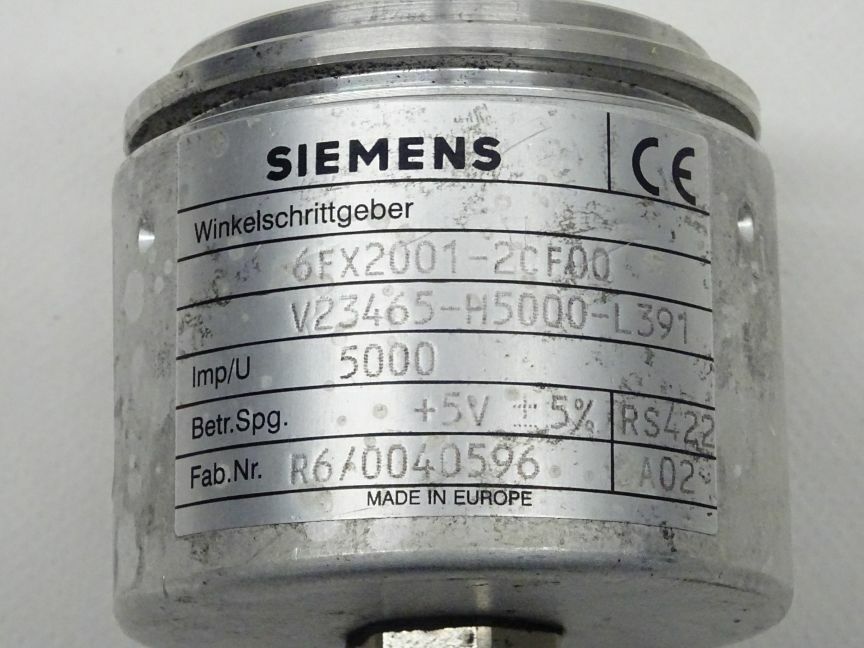 SIEMENS CE
Winkelschrittgeber
6FX2001-2CF00
V23465-H5000-L391
Imp/U 5000
Betr.Spg. +5V ±5% RS422
Fab.Nr. R6/0040596 A02
MADE IN EUROPE